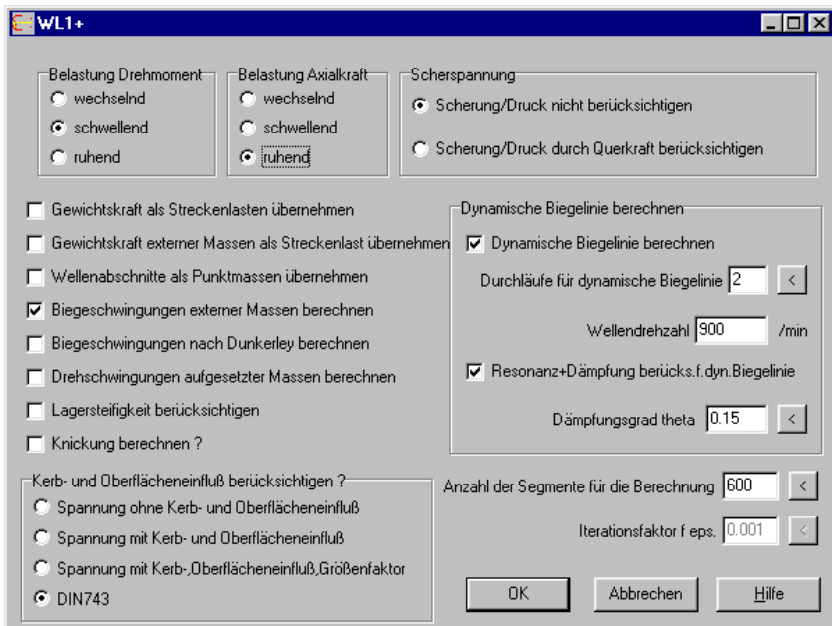 WL1+
Belastung Drehmoment
wechselnd
schwellend
ruhend
Belastung Axialkraft
wechselnd
schwellend
ruhend
Scherspannung
Scherung/Druck nicht berücksichtigen
Scherung/Druck durch Querkraft berücksichtigen
Gewichtskraft als Streckenlasten übernehmen
Gewichtskraft externer Massen als Streckenlast übernehmen
Wellenabschnitte als Punktmassen übernehmen
Biegeschwingungen externer Massen berechnen
Biegeschwingungen nach Dunkerley berechnen
Drehschwingungen aufgesetzter Massen berechnen
Lagersteifigkeit berücksichtigen
Knickung berechnen ?
Dynamische Biegelinie berechnen
Dynamische Biegelinie berechnen
Durchläufe für dynamische Biegelinie 2 <
Wellendrehzahl 900 /min
Resonanz+Dämpfung berücks.f.dyn.Biegelinie
Dämpfungsgrad theta 0.15 <
Kerb- und Oberflächeneinfluß berücksichtigen ?
Spannung ohne Kerb- und Oberflächeneinfluß
Spannung mit Kerb- und Oberflächeneinfluß
Spannung mit Kerb-,Oberflächeneinfluß,Größenfaktor
DIN743
Anzahl der Segmente für die Berechnung 600 <
Iterationsfaktor f eps. 0.001 <
OK Abbrechen Hilfe